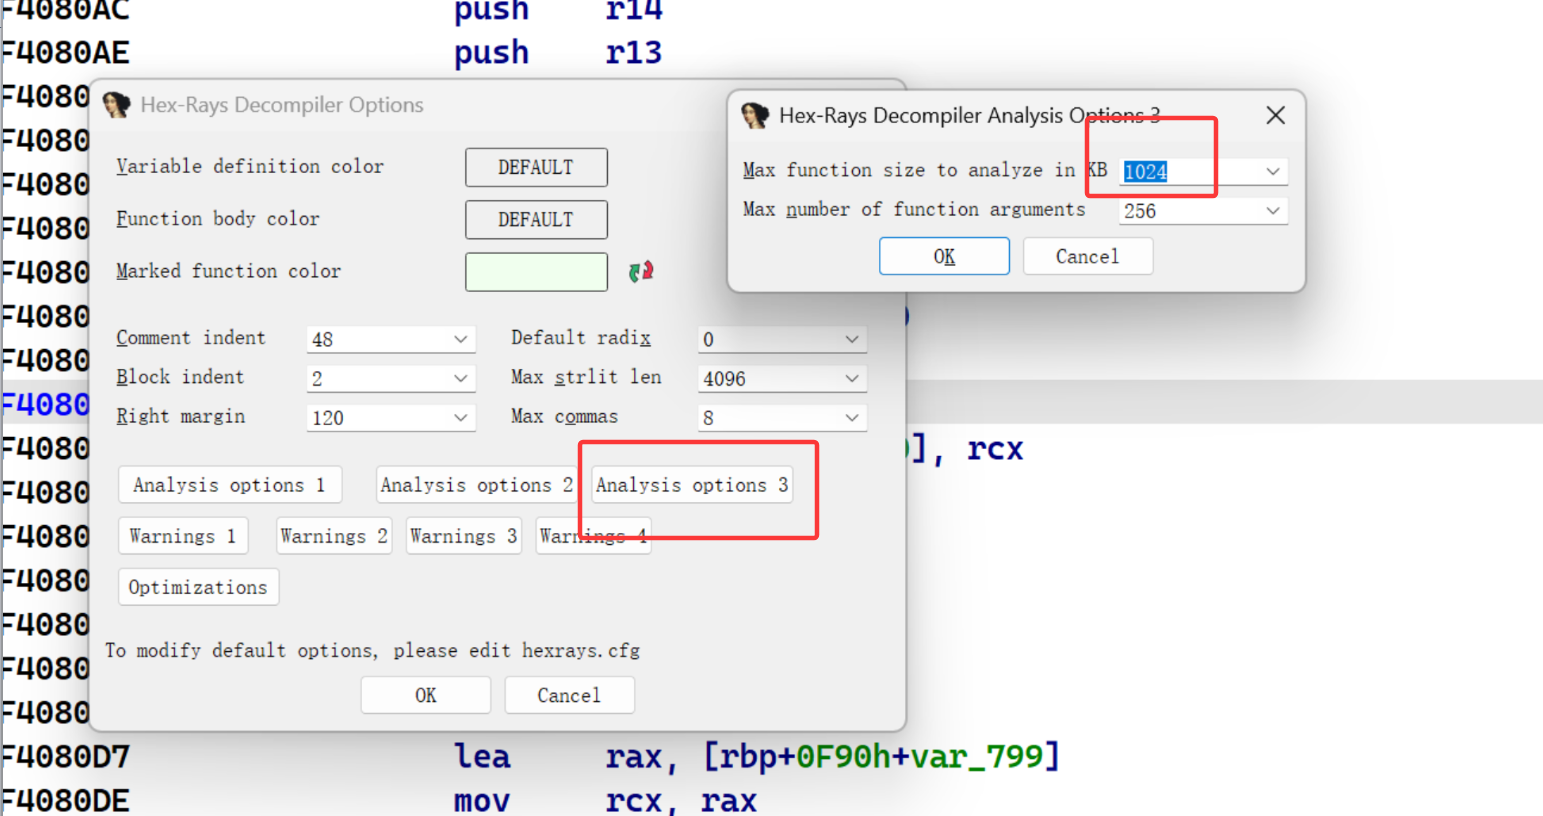 F4080AC push r14
F4080AE push r13
F4080
Hex-Rays Decompiler Options
Hex-Rays Decompiler Analysis Options 3
F4080
Variable definition color DEFAULT
Max function size to analyze in KB 1024
F4080
Function body color DEFAULT
Max number of function arguments 256
F4080
OK Cancel
F4080
Marked function color
F4080
Comment indent 48 Default radix 0
F4080
Block indent 2 Max strlit len 4096
F4080
Right margin 120 Max commas 8
F4080 ], rcx
Analysis options 1 Analysis options 2 Analysis options 3
F4080
Warnings 1 Warnings 2 Warnings 3 Warnings 4
F4080
Optimizations
F4080
F4080
To modify default options, please edit hexrays.cfg
F4080
OK Cancel
F4080
F4080D7 lea rax, [rbp+0F90h+var_799]
F4080DE mov rcx, rax